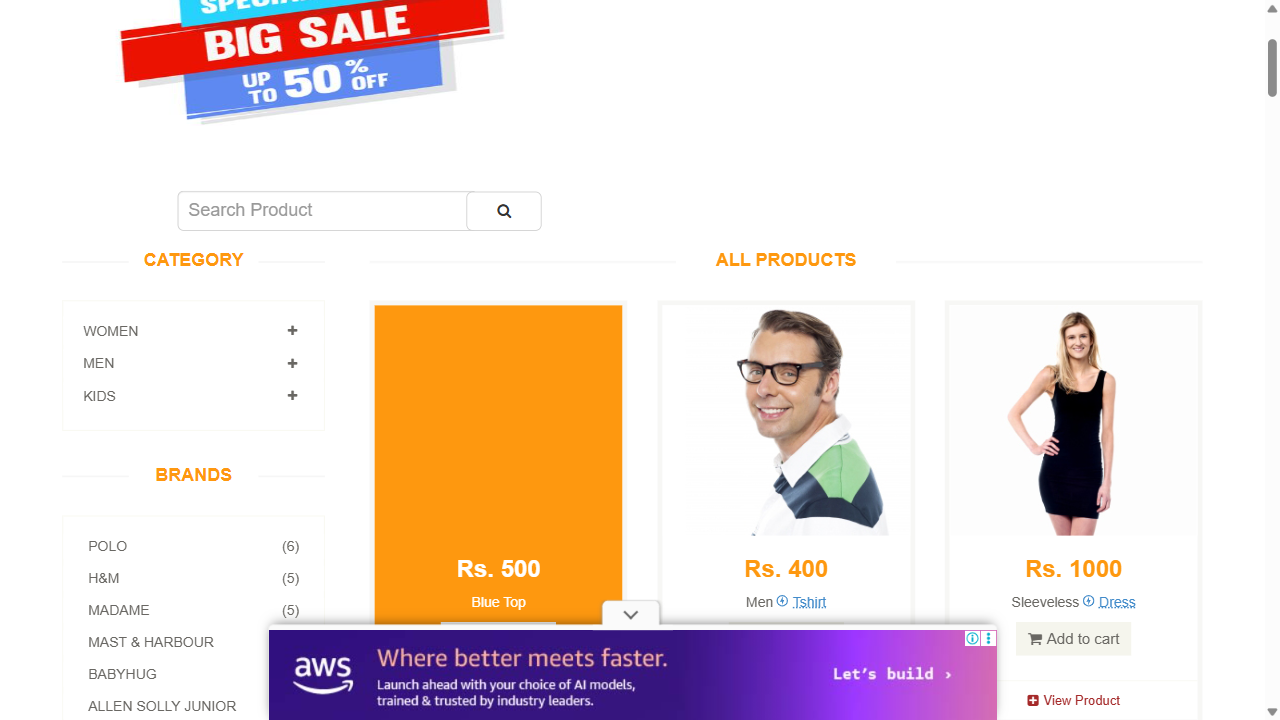 SPECIAL
BIG SALE
UP TO 50% OFF
Search Product
CATEGORY
WOMEN
MEN
KIDS
BRANDS
POLO (6)
H&M (5)
MADAME (5)
MAST & HARBOUR
BABYHUG
ALLEN SOLLY JUNIOR
ALL PRODUCTS
Rs. 500
Blue Top
Rs. 400
Men Tshirt
Rs. 1000
Sleeveless Dress
Add to cart
View Product
aws
Where better meets faster.
Launch ahead with your choice of AI models,
trained & trusted by industry leaders.
Let's build ›